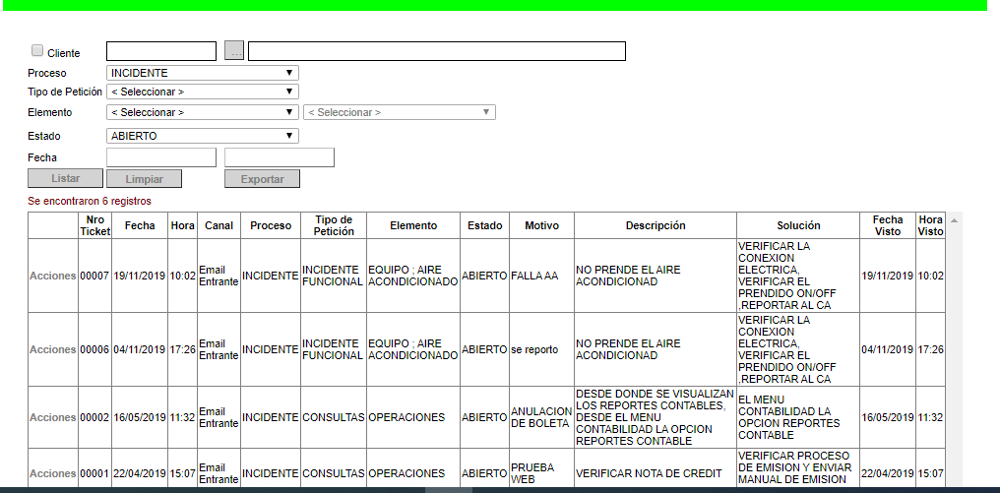 Cliente ...
Proceso INCIDENTE
Tipo de Petición < Seleccionar >
Elemento < Seleccionar > < Seleccionar >
Estado ABIERTO
Fecha
Listar Limpiar Exportar
Se encontraron 6 registros
Nro Ticket Fecha Hora Canal Proceso Tipo de Petición Elemento Estado Motivo Descripción Solución Fecha Visto Hora Visto
Acciones 00007 19/11/2019 10:02 Email Entrante INCIDENTE INCIDENTE FUNCIONAL EQUIPO ; AIRE ACONDICIONADO ABIERTO FALLA AA NO PRENDE EL AIRE ACONDICIONAD VERIFICAR LA CONEXION ELECTRICA, VERIFICAR EL PRENDIDO ON/OFF ,REPORTAR AL CA 19/11/2019 10:02
Acciones 00006 04/11/2019 17:26 Email Entrante INCIDENTE INCIDENTE FUNCIONAL EQUIPO ; AIRE ACONDICIONADO ABIERTO se reporto NO PRENDE EL AIRE ACONDICIONAD VERIFICAR LA CONEXION ELECTRICA, VERIFICAR EL PRENDIDO ON/OFF ,REPORTAR AL CA 04/11/2019 17:26
Acciones 00002 16/05/2019 11:32 Email Entrante INCIDENTE CONSULTAS OPERACIONES ABIERTO ANULACION DE BOLETA DESDE DONDE SE VISUALIZAN LOS REPORTES CONTABLES, DESDE EL MENU CONTABILIDAD LA OPCION REPORTES CONTABLE EL MENU CONTABILIDAD LA OPCION REPORTES CONTABLE 16/05/2019 11:32
Acciones 00001 22/04/2019 15:07 Email Entrante INCIDENTE CONSULTAS OPERACIONES ABIERTO PRUEBA WEB VERIFICAR NOTA DE CREDIT VERIFICAR PROCESO DE EMISION Y ENVIAR MANUAL DE EMISION 22/04/2019 15:07